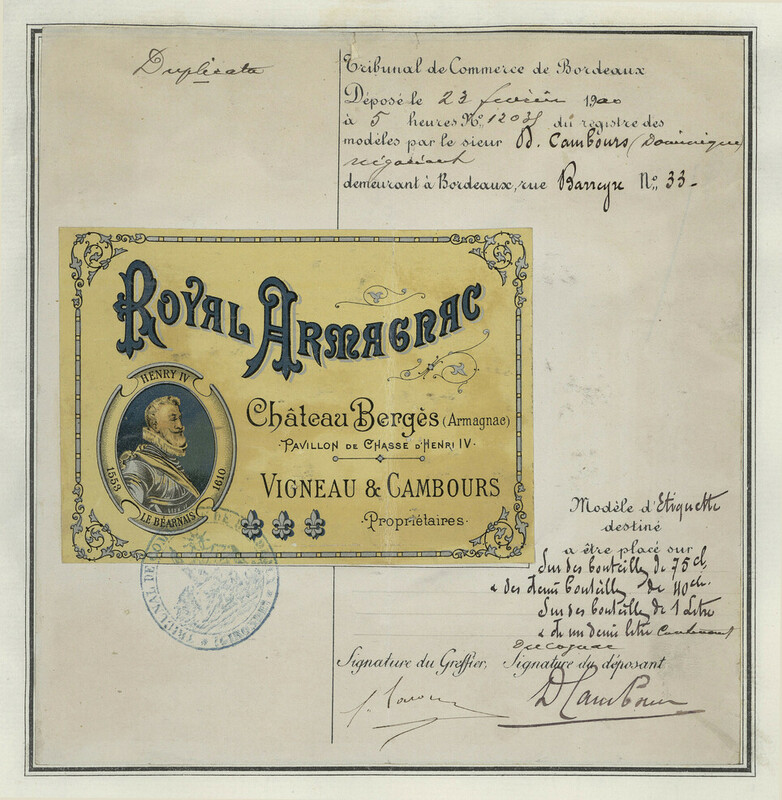 Duplicata
Tribunal de Commerce de Bordeaux
Déposé le 23 février 1900
à 5 heures No. du registre des
modèles par le sieur D. Cambours (Dominique)
négociant
demeurant à Bordeaux, rue Barreyre No. 33-
ROYAL ARMAGNAC
HENRY IV
1553
1610
LE BÉARNAIS
Château Bergès (Armagnac)
PAVILLON DE CHASSE D'HENRI IV
VIGNEAU & CAMBOURS
Propriétaires
Modèle d'Etiquette
destiné
a être placé sur
Sur des bouteilles de 75 cl.
& des demi bouteilles de 40 cl.
Sur des bouteilles de 1 Litre
& de un demi litre contenant
Signature du Greffier, Signature du déposant
D Cambours